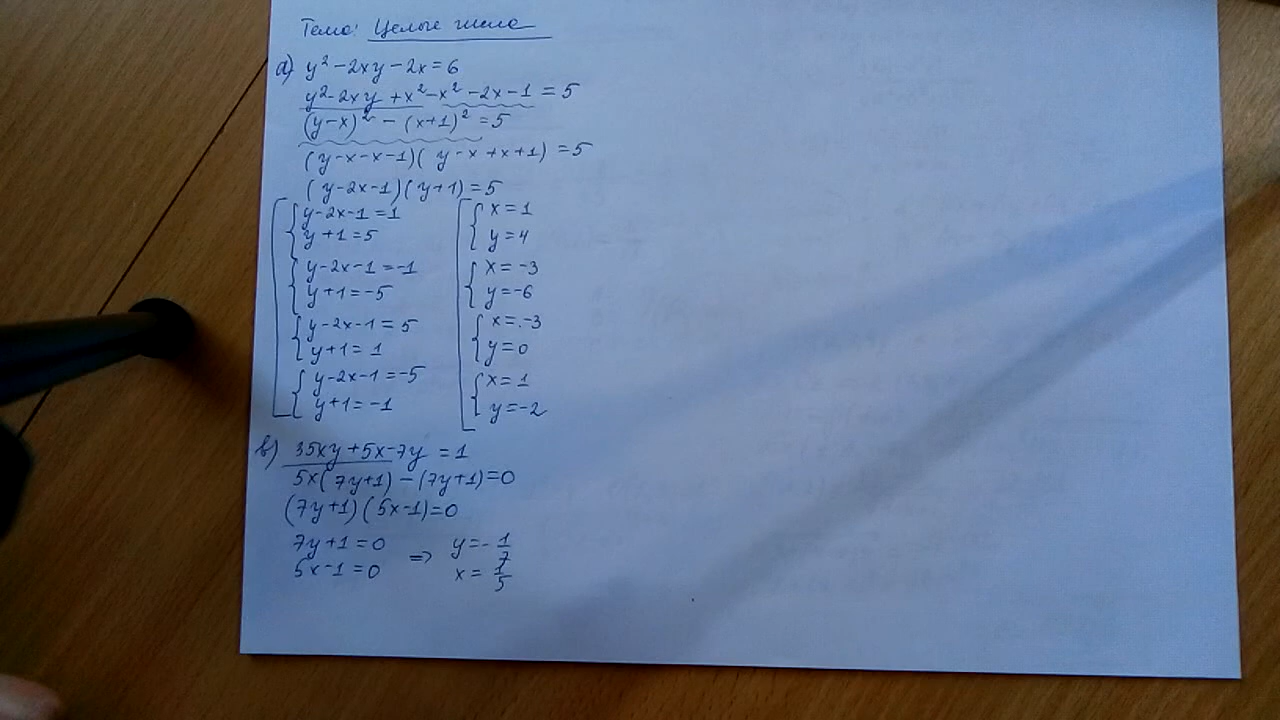 Тема: Целые числа
а) y² - 2xy - 2x = 6
y² - 2xy + x² - x² - 2x - 1 = 5
(y-x)² - (x+1)² = 5
(y-x-x-1)(y-x+x+1) = 5
(y-2x-1)(y+1) = 5
y-2x-1=1
y+1=5
y-2x-1=-1
y+1=-5
y-2x-1=5
y+1=1
y-2x-1=-5
y+1=-1
x=1
y=4
x=-3
y=-6
x=-3
y=0
x=1
y=-2
в) 35xy+5x-7y = 1
5x(7y+1) - (7y+1)=0
(7y+1)(5x-1)=0
7y+1=0 => y=-1/7
5x-1=0 x=1/5